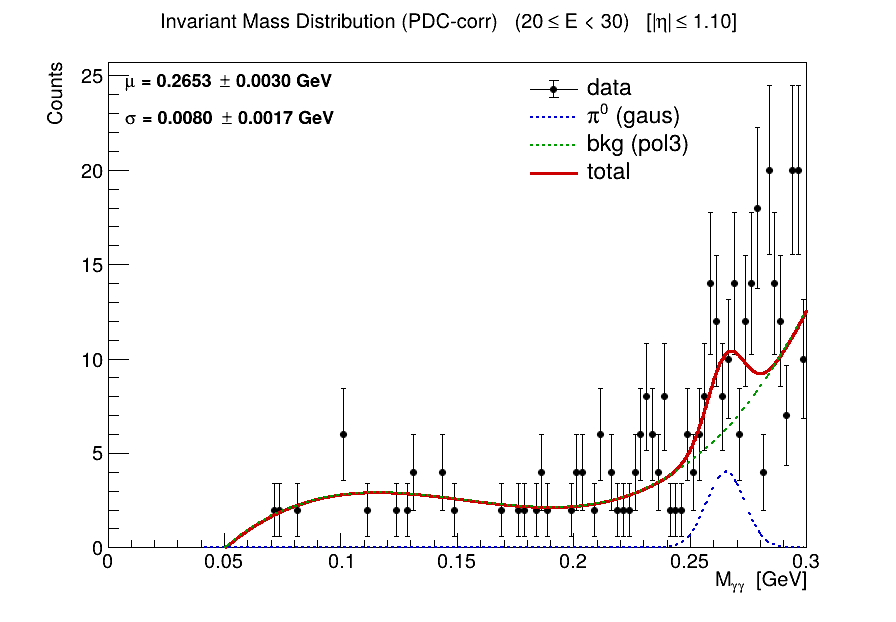 Invariant Mass Distribution (PDC-corr) (20 ≤ E < 30) [|η| ≤ 1.10]
Counts
25
20
15
10
5
0
μ = 0.2653 ± 0.0030 GeV
σ = 0.0080 ± 0.0017 GeV
data
π⁰ (gaus)
bkg (pol3)
total
0 0.05 0.1 0.15 0.2 0.25 0.3
Mγγ [GeV]